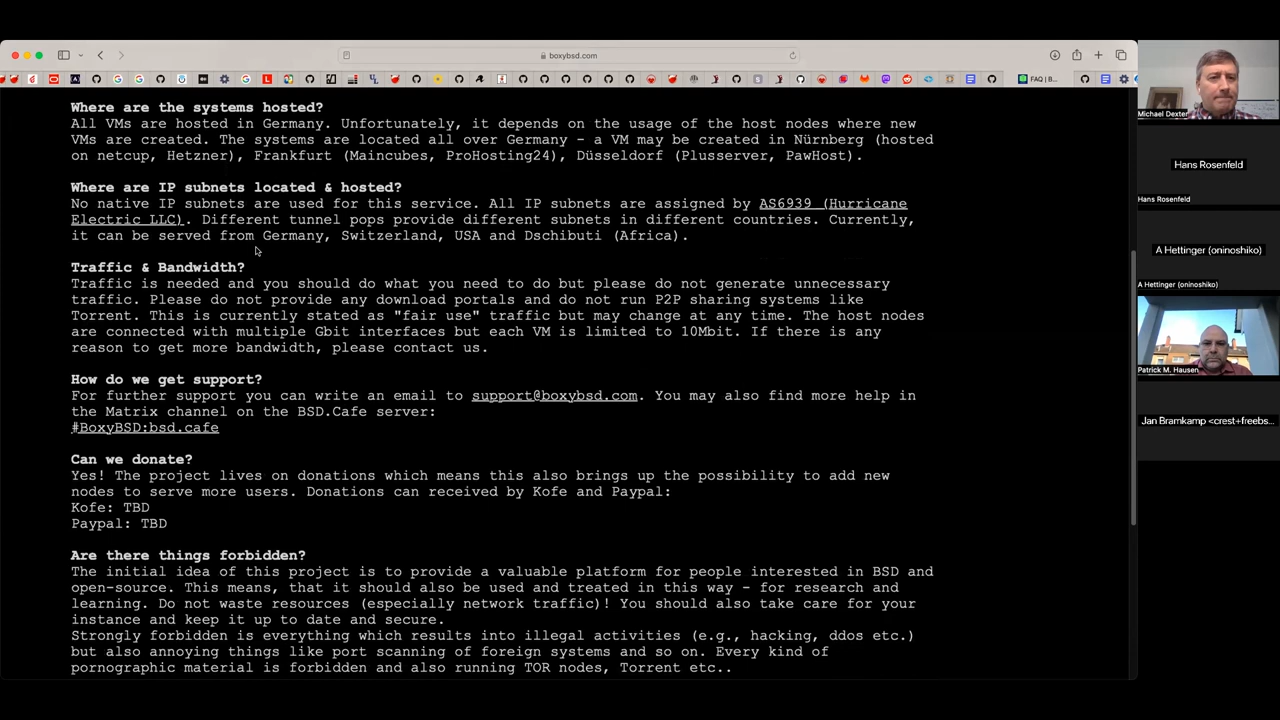 boxybsd.com
FAQ | B...
Where are the systems hosted?
All VMs are hosted in Germany. Unfortunately, it depends on the usage of the host nodes where new
VMs are created. The systems are located all over Germany - a VM may be created in Nürnberg (hosted
on netcup, Hetzner), Frankfurt (Maincubes, ProHosting24), Düsseldorf (Plusserver, PawHost).
Where are IP subnets located & hosted?
No native IP subnets are used for this service. All IP subnets are assigned by AS6939 (Hurricane
Electric LLC). Different tunnel pops provide different subnets in different countries. Currently,
it can be served from Germany, Switzerland, USA and Dschibuti (Africa).
Traffic & Bandwidth?
Traffic is needed and you should do what you need to do but please do not generate unnecessary
traffic. Please do not provide any download portals and do not run P2P sharing systems like
Torrent. This is currently stated as "fair use" traffic but may change at any time. The host nodes
are connected with multiple Gbit interfaces but each VM is limited to 10Mbit. If there is any
reason to get more bandwidth, please contact us.
How do we get support?
For further support you can write an email to support@boxybsd.com. You may also find more help in
the Matrix channel on the BSD.Cafe server:
#BoxyBSD:bsd.cafe
Can we donate?
Yes! The project lives on donations which means this also brings up the possibility to add new
nodes to serve more users. Donations can received by Kofe and Paypal:
Kofe: TBD
Paypal: TBD
Are there things forbidden?
The initial idea of this project is to provide a valuable platform for people interested in BSD and
open-source. This means, that it should also be used and treated in this way - for research and
learning. Do not waste resources (especially network traffic)! You should also take care for your
instance and keep it up to date and secure.
Strongly forbidden is everything which results into illegal activities (e.g., hacking, ddos etc.)
but also annoying things like port scanning of foreign systems and so on. Every kind of
pornographic material is forbidden and also running TOR nodes, Torrent etc..
Michael Dexter
Hans Rosenfeld
Hans Rosenfeld
A Hettinger (oninoshiko)
A Hettinger (oninoshiko)
Patrick M. Hausen
Jan Bramkamp <crest+freebs...